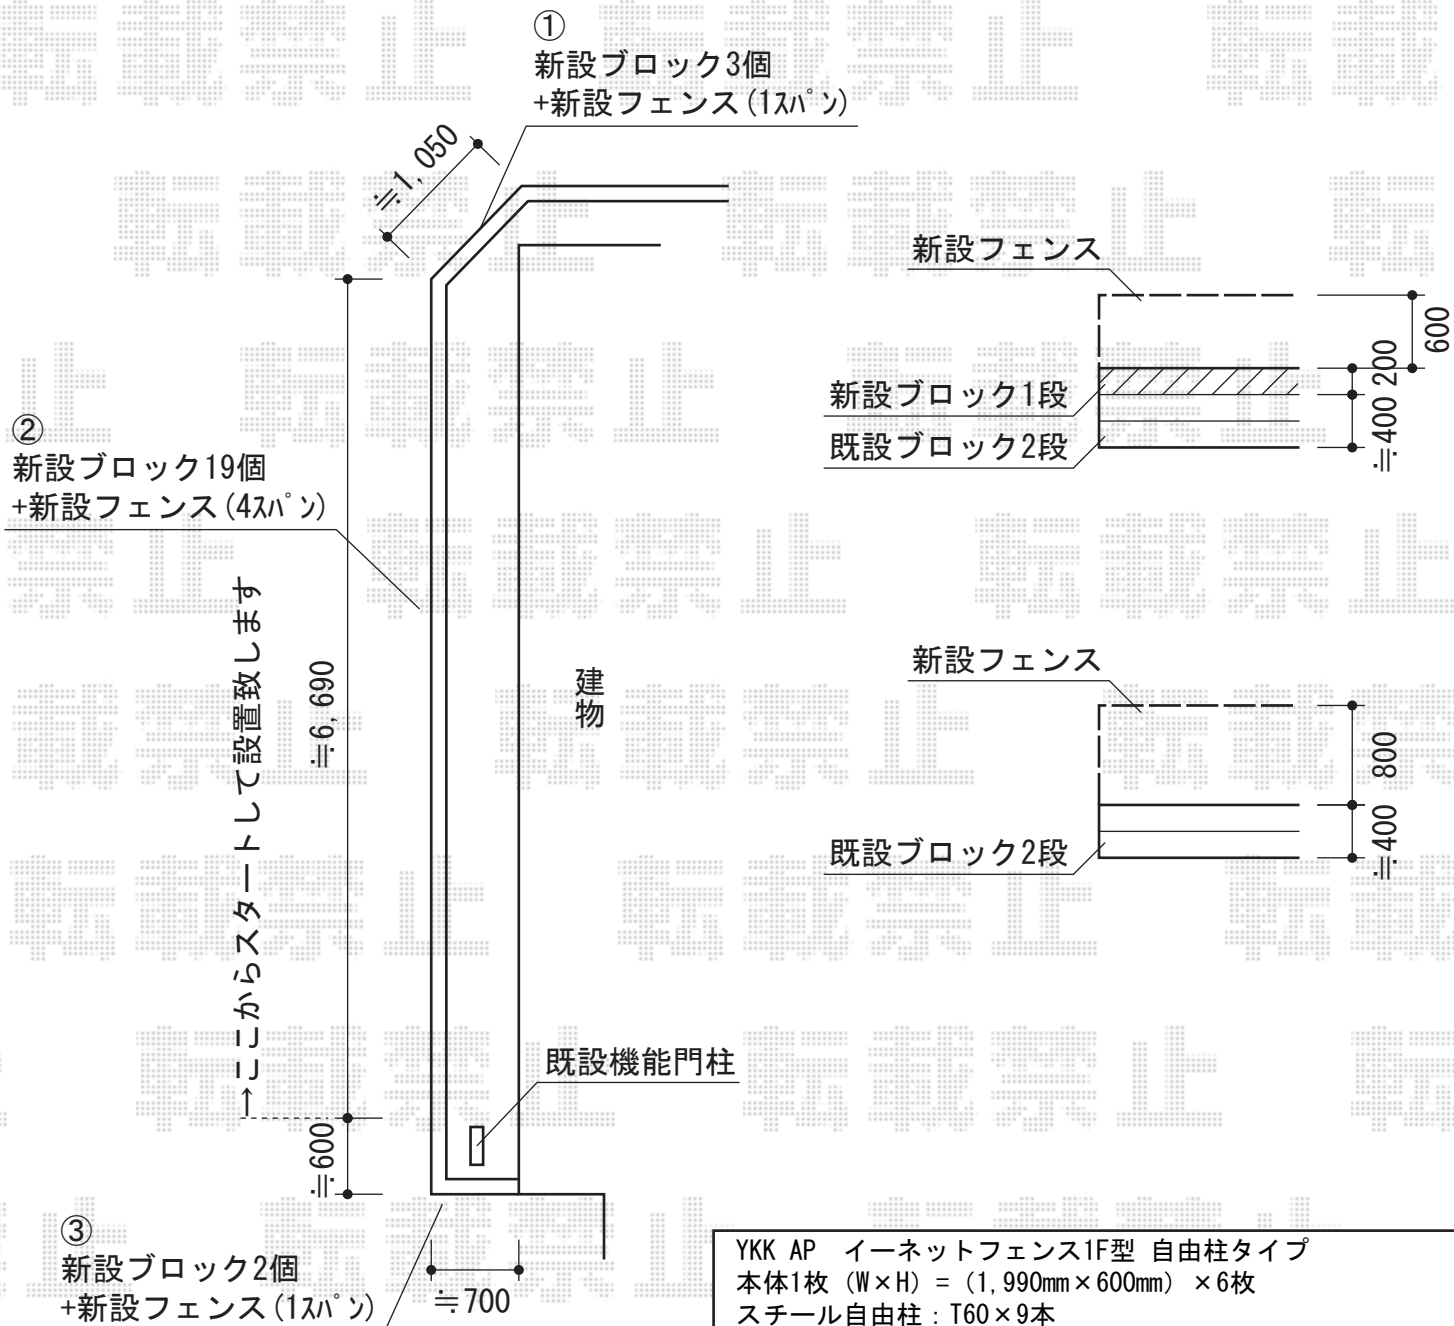 ①
新設ブロック3個
+新設フェンス(1ｽﾊﾟﾝ)
≒1,050
新設フェンス
600
新設ブロック1段
200
既設ブロック2段
≒400
②
新設ブロック19個
+新設フェンス(4ｽﾊﾟﾝ)
→ここからスタートして設置致します
≒6,690
建物
新設フェンス
800
既設ブロック2段
≒400
既設機能門柱
≒600
③
新設ブロック2個
+新設フェンス(1ｽﾊﾟﾝ)
≒700
YKK AP　イーネットフェンス1F型 自由柱タイプ
本体1枚 (W×H) = (1,990mm×600mm) ×6枚
スチール自由柱：T60×9本
転載禁止